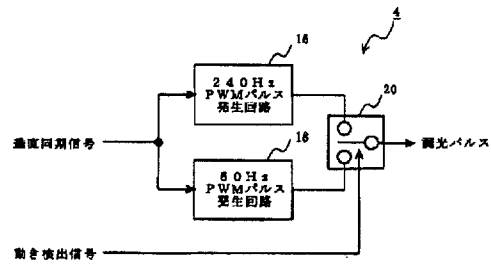 4
16
240Hz
PWMパルス
発生回路
20
垂直同期信号
調光パルス
18
60Hz
PWMパルス
発生回路
動き検出信号